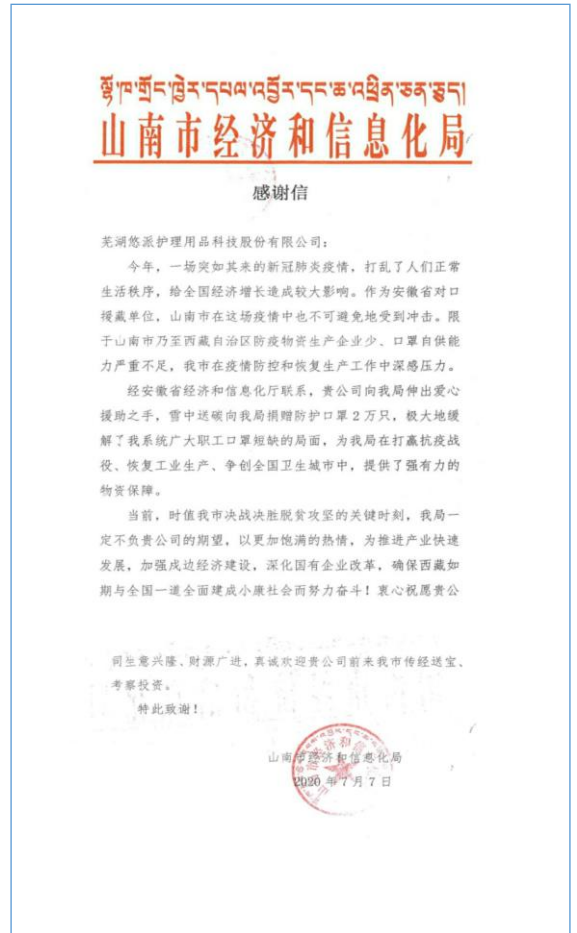 ལྷོ་ཁ་གྲོང་ཁྱེར་དཔལ་འབྱོར་དང་ཆ་འཕྲིན་ཅན་ཅུད།
山南市经济和信息化局
感谢信
芜湖悠派护理用品科技股份有限公司：
今年，一场突如其来的新冠肺炎疫情，打乱了人们正常
生活秩序，给全国经济增长造成较大影响。作为安徽省对口
援藏单位，山南市在这场疫情中也不可避免地受到冲击。限
于山南市乃至西藏自治区防疫物资生产企业少、口罩自供能
力严重不足，我市在疫情防控和恢复生产工作中深感压力。
经安徽省经济和信息化厅联系，贵公司向我局伸出爱心
援助之手，雪中送碳向我局捐赠防护口罩 2 万只，极大地缓
解了我系统广大职工口罩短缺的局面，为我局在打赢抗疫战
役、恢复工业生产、争创全国卫生城市中，提供了强有力的
物资保障。
当前，时值我市决战决胜脱贫攻坚的关键时刻，我局一
定不负贵公司的期望，以更加饱满的热情，为推进产业快速
发展，加强戍边经济建设，深化国有企业改革，确保西藏如
期与全国一道全面建成小康社会而努力奋斗！衷心祝愿贵公
司生意兴隆、财源广进，真诚欢迎贵公司前来我市传经送宝、
考察投资。
特此致谢！
山南市经济和信息化局
2020 年 7 月 7 日